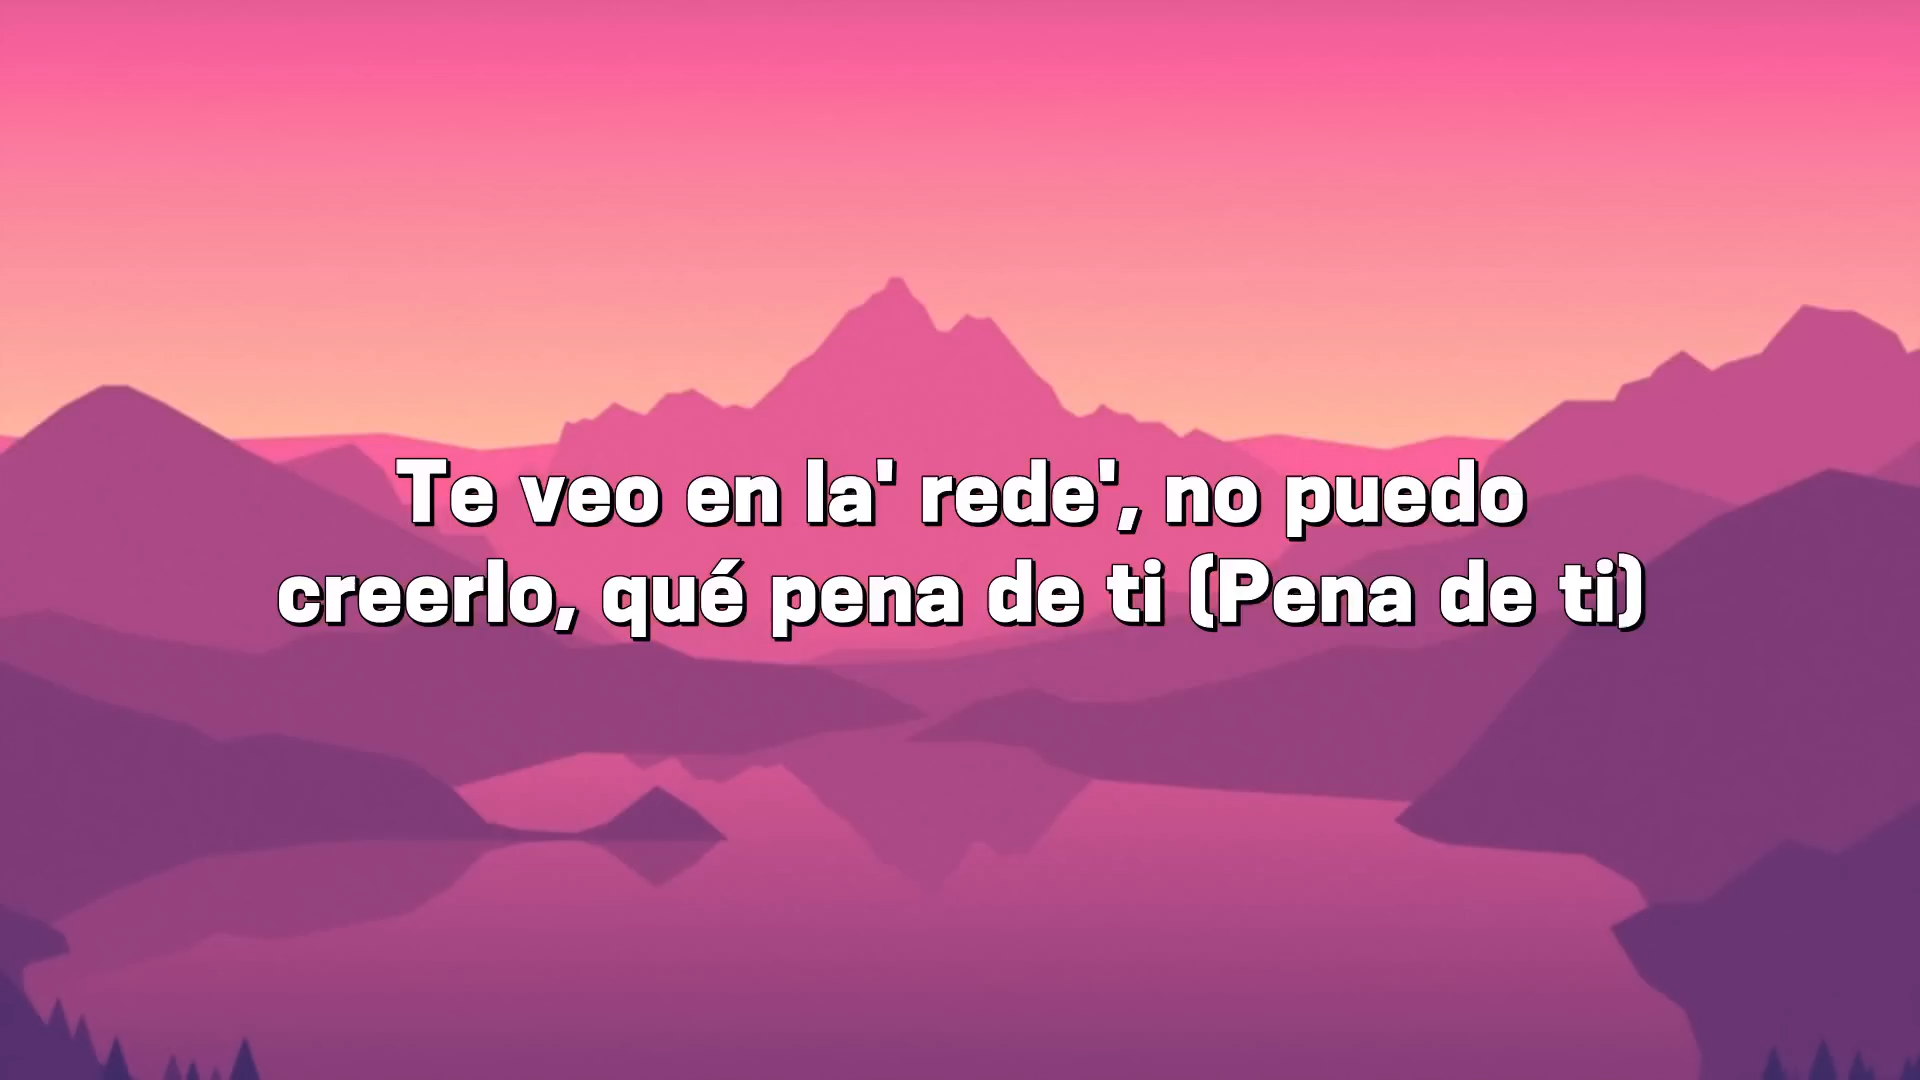 Te veo en la' rede', no puedo
creerlo, qué pena de ti (Pena de ti)